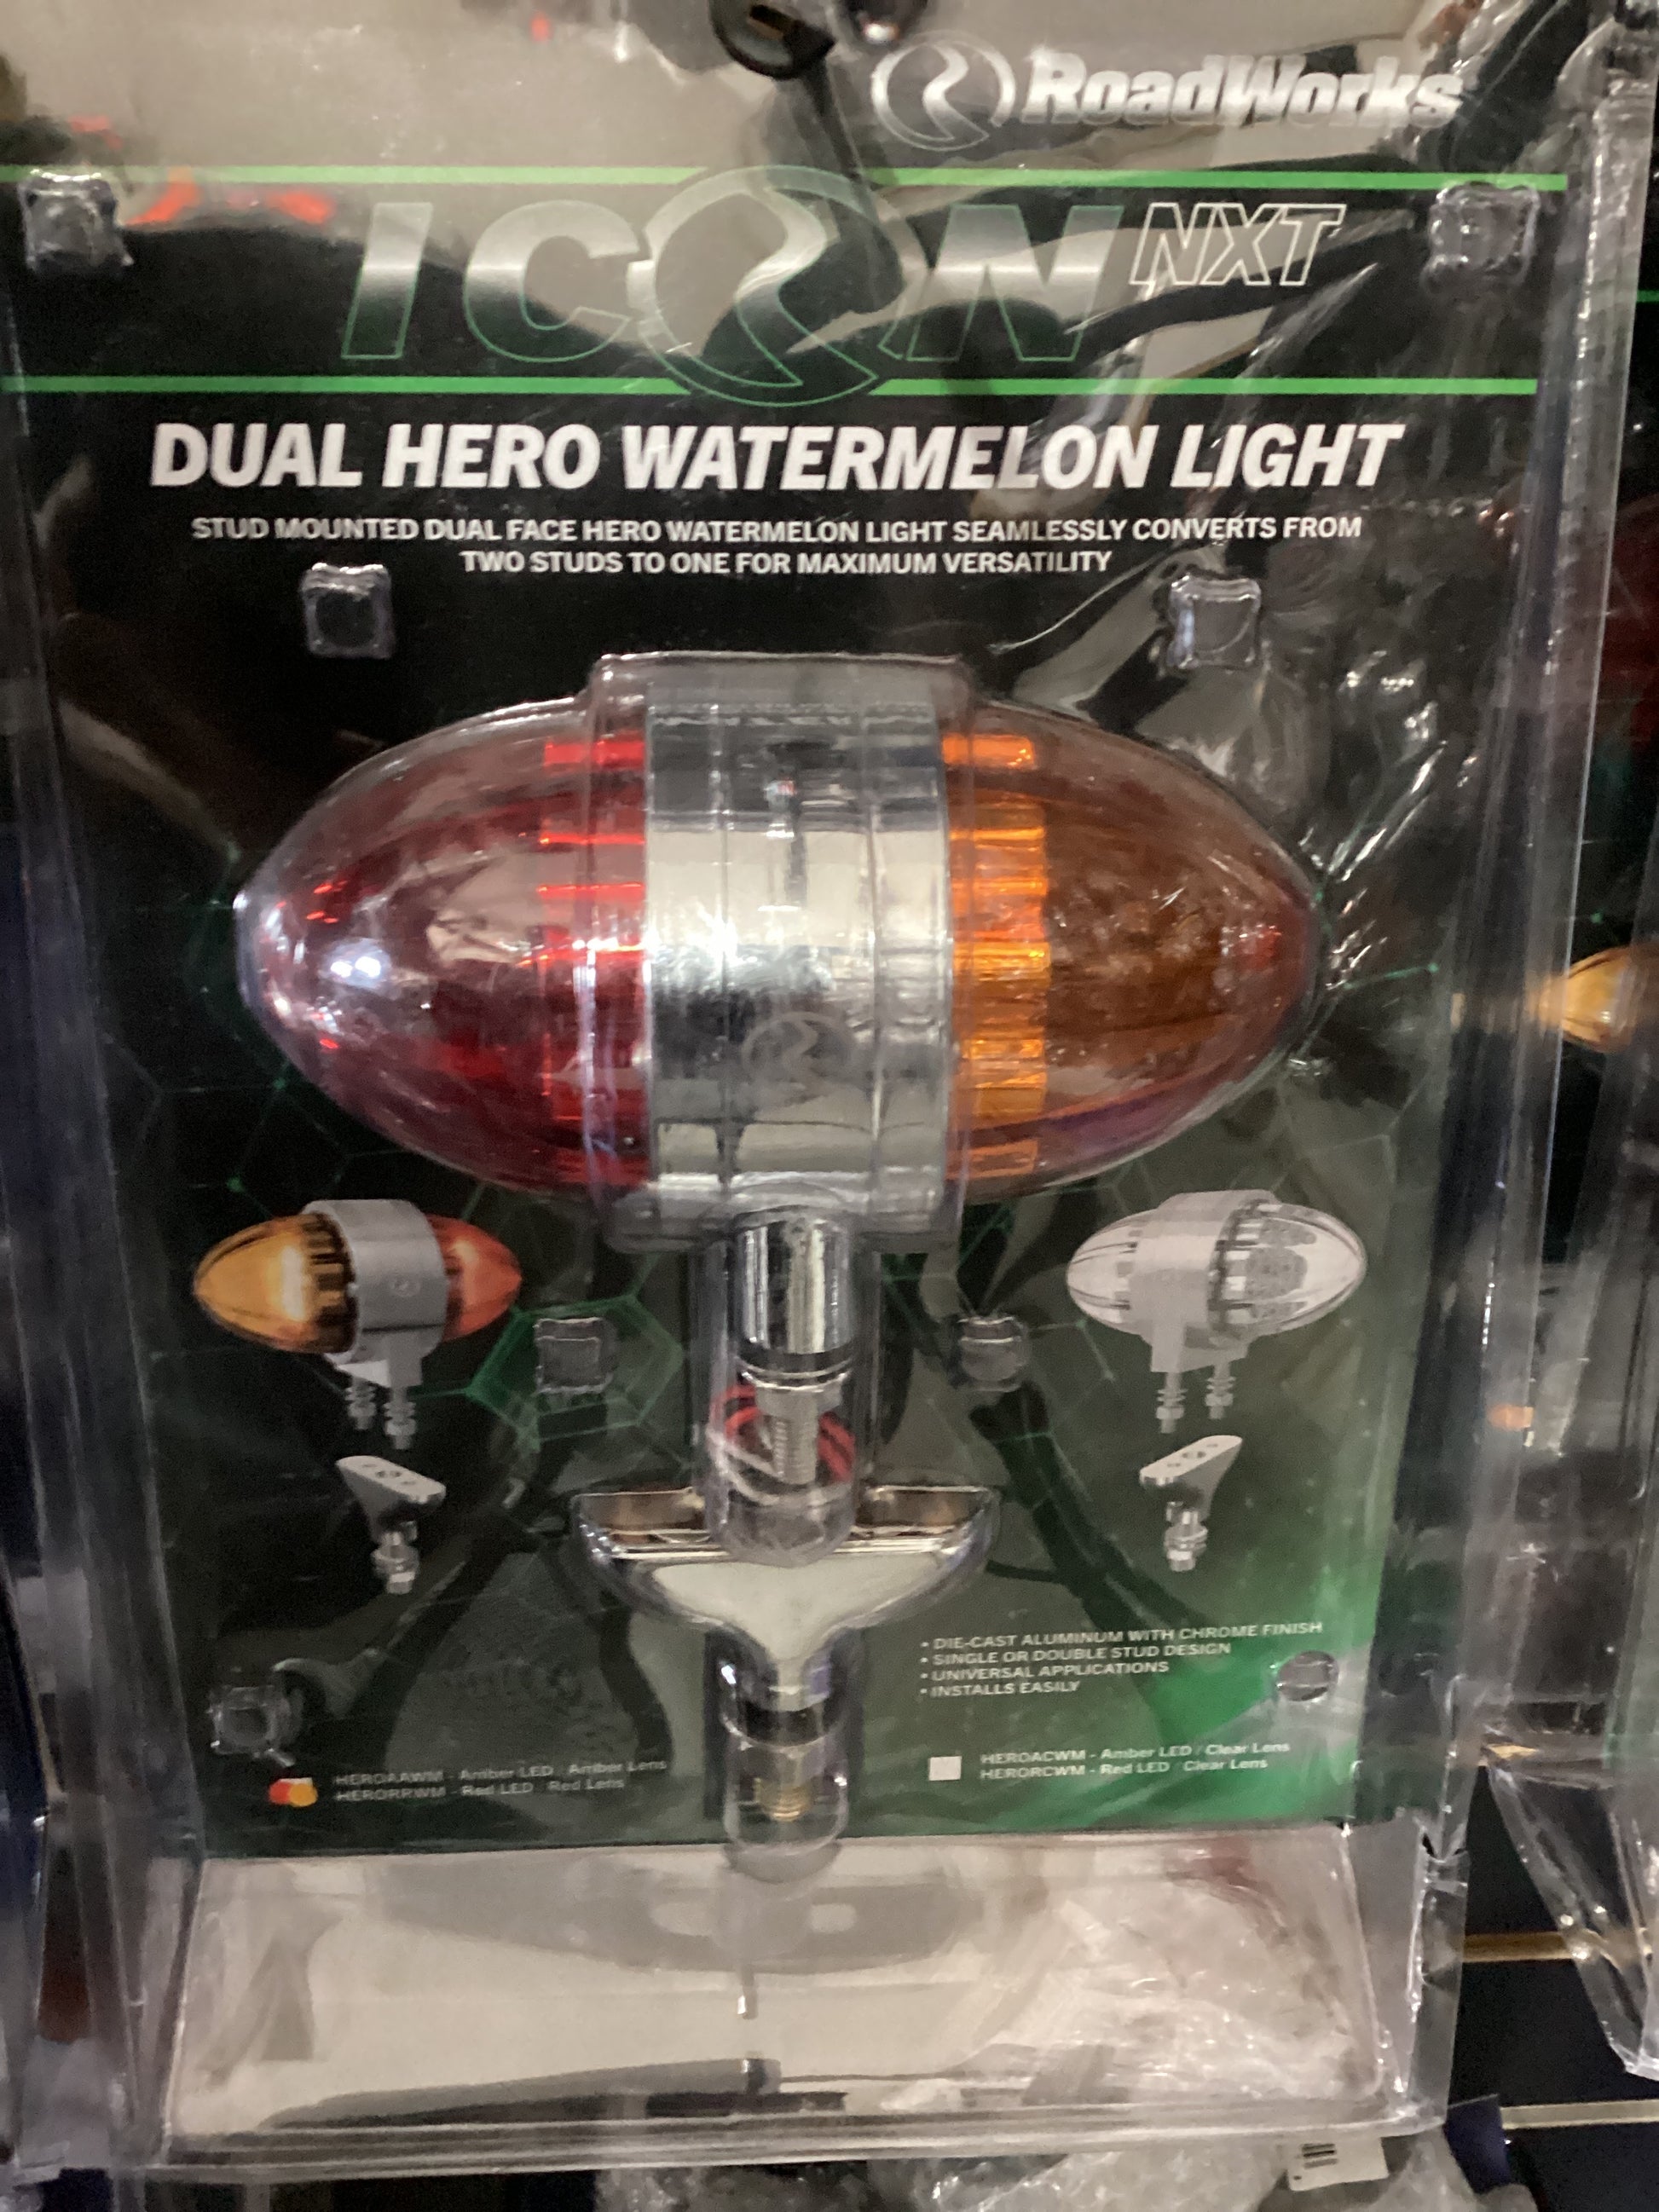 RoadWorks
ICON NXT
DUAL HERO WATERMELON LIGHT
STUD MOUNTED DUAL FACE HERO WATERMELON LIGHT SEAMLESSLY CONVERTS FROM
TWO STUDS TO ONE FOR MAXIMUM VERSATILITY
• DIE-CAST ALUMINUM WITH CHROME FINISH
• SINGLE OR DOUBLE STUD DESIGN
• UNIVERSAL APPLICATIONS
• INSTALLS EASILY
HEROAAWM - Amber LED / Amber Lens
HERORRWM - Red LED / Red Lens
HEROACWM - Amber LED / Clear Lens
HERORCWM - Red LED / Clear Lens